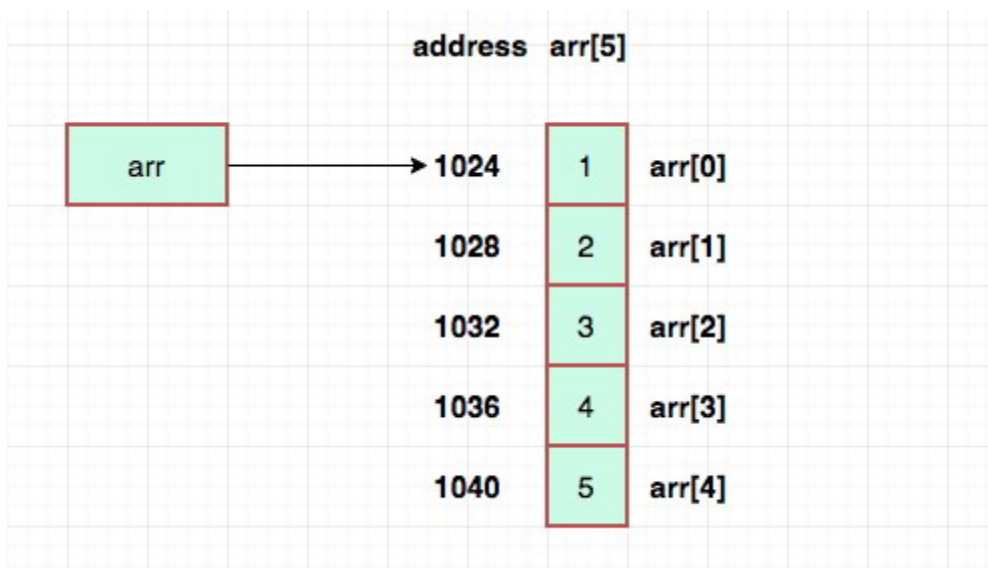 address arr[5]
arr 1024 1 arr[0]
1028 2 arr[1]
1032 3 arr[2]
1036 4 arr[3]
1040 5 arr[4]